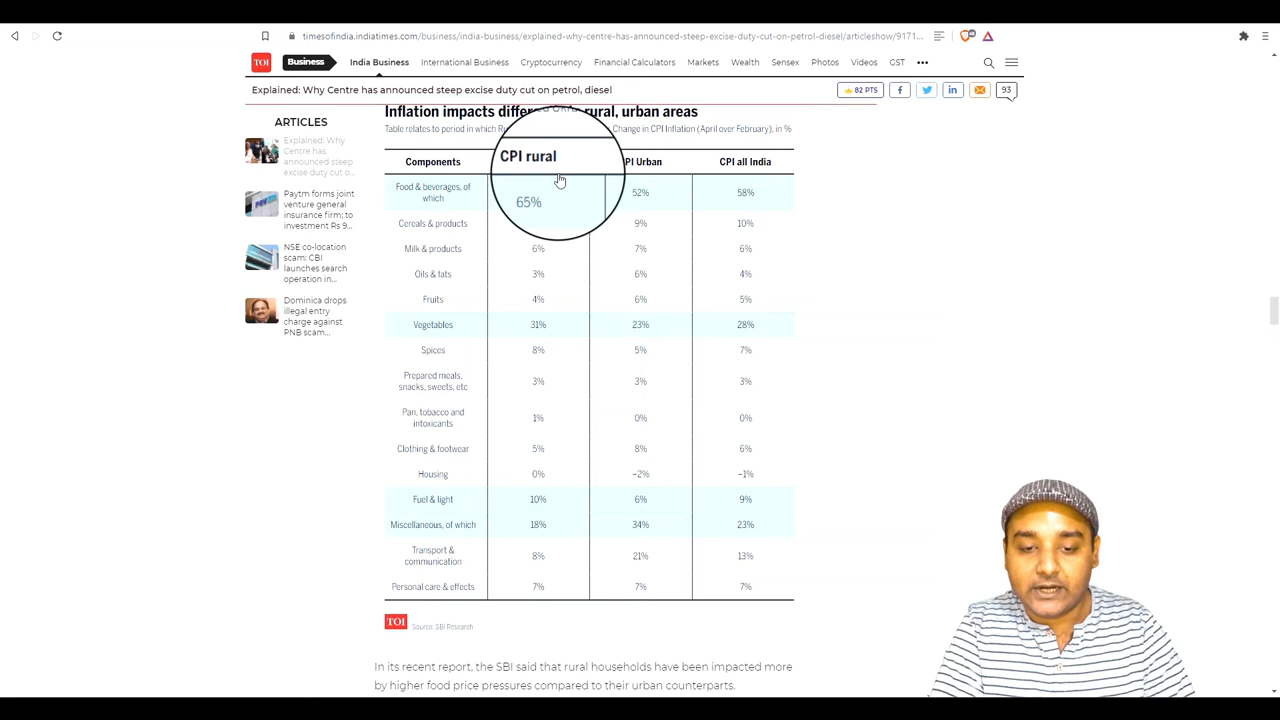 timesofindia.indiatimes.com/business/india-business/explained-why-centre-has-announced-steep-excise-duty-cut-on-petrol-diesel/articleshow/9171...
TOI Business India Business International Business Cryptocurrency Financial Calculators Markets Wealth Sensex Photos Videos GST
Explained: Why Centre has announced steep excise duty cut on petrol, diesel
82 PTS
93
ARTICLES
Explained: Why
Centre has
announced steep
excise duty cut o...
Paytm forms joint
venture general
insurance firm; to
investment Rs 9...
NSE co-location
scam: CBI
launches search
operation in...
Dominica drops
illegal entry
charge against
PNB scam...
Inflation impacts rural, urban areas
Table relates to period in which Change in CPI Inflation (April over February), in %
Components CPI rural PI Urban CPI all India
Food & beverages, of
which 65% 52% 58%
Cereals & products 9% 10%
Milk & products 6% 7% 6%
Oils & fats 3% 6% 4%
Fruits 4% 6% 5%
Vegetables 31% 23% 28%
Spices 8% 5% 7%
Prepared meals,
snacks, sweets, etc 3% 3% 3%
Pan, tobacco and
intoxicants 1% 0% 0%
Clothing & footwear 5% 8% 6%
Housing 0% -2% -1%
Fuel & light 10% 6% 9%
Miscellaneous, of which 18% 34% 23%
Transport &
communication 8% 21% 13%
Personal care & effects 7% 7% 7%
TOI Source: SBI Research
In its recent report, the SBI said that rural households have been impacted more
by higher food price pressures compared to their urban counterparts.